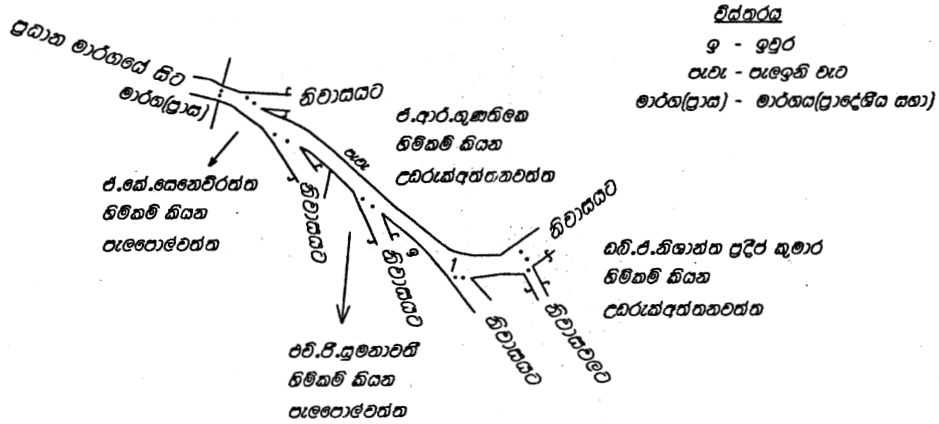 විස්තරය
ඉ - ඉවුර
පැවැ - පැලඉනි වැට
මාර්ග(ප්‍රාස) - මාර්ගය(ප්‍රාදේශීය සභා)
ප්‍රධාන මාර්ගයේ සිට
මාර්ග(ප්‍රාස)
නිවාසයට
ජේ.ආර්.ගුණතිලක
හිමිකම් කියන
උඩරුක්අත්තනවත්ත
පැවැ
ජේ.කේ.සෙනෙවිරත්න
හිමිකම් කියන
පැලපොල්වත්ත
නිවාසයට
ඉ
නිවාසයට
1
නිවාසයට
ඩබ්.ඒ.නිශාන්ත ප්‍රදීප් කුමාර
හිමිකම් කියන
උඩරුක්අත්තනවත්ත
නිවාසයට
නිවාසවලට
එච්.පී.සුමනාවතී
හිමිකම් කියන
පැලපොල්වත්ත